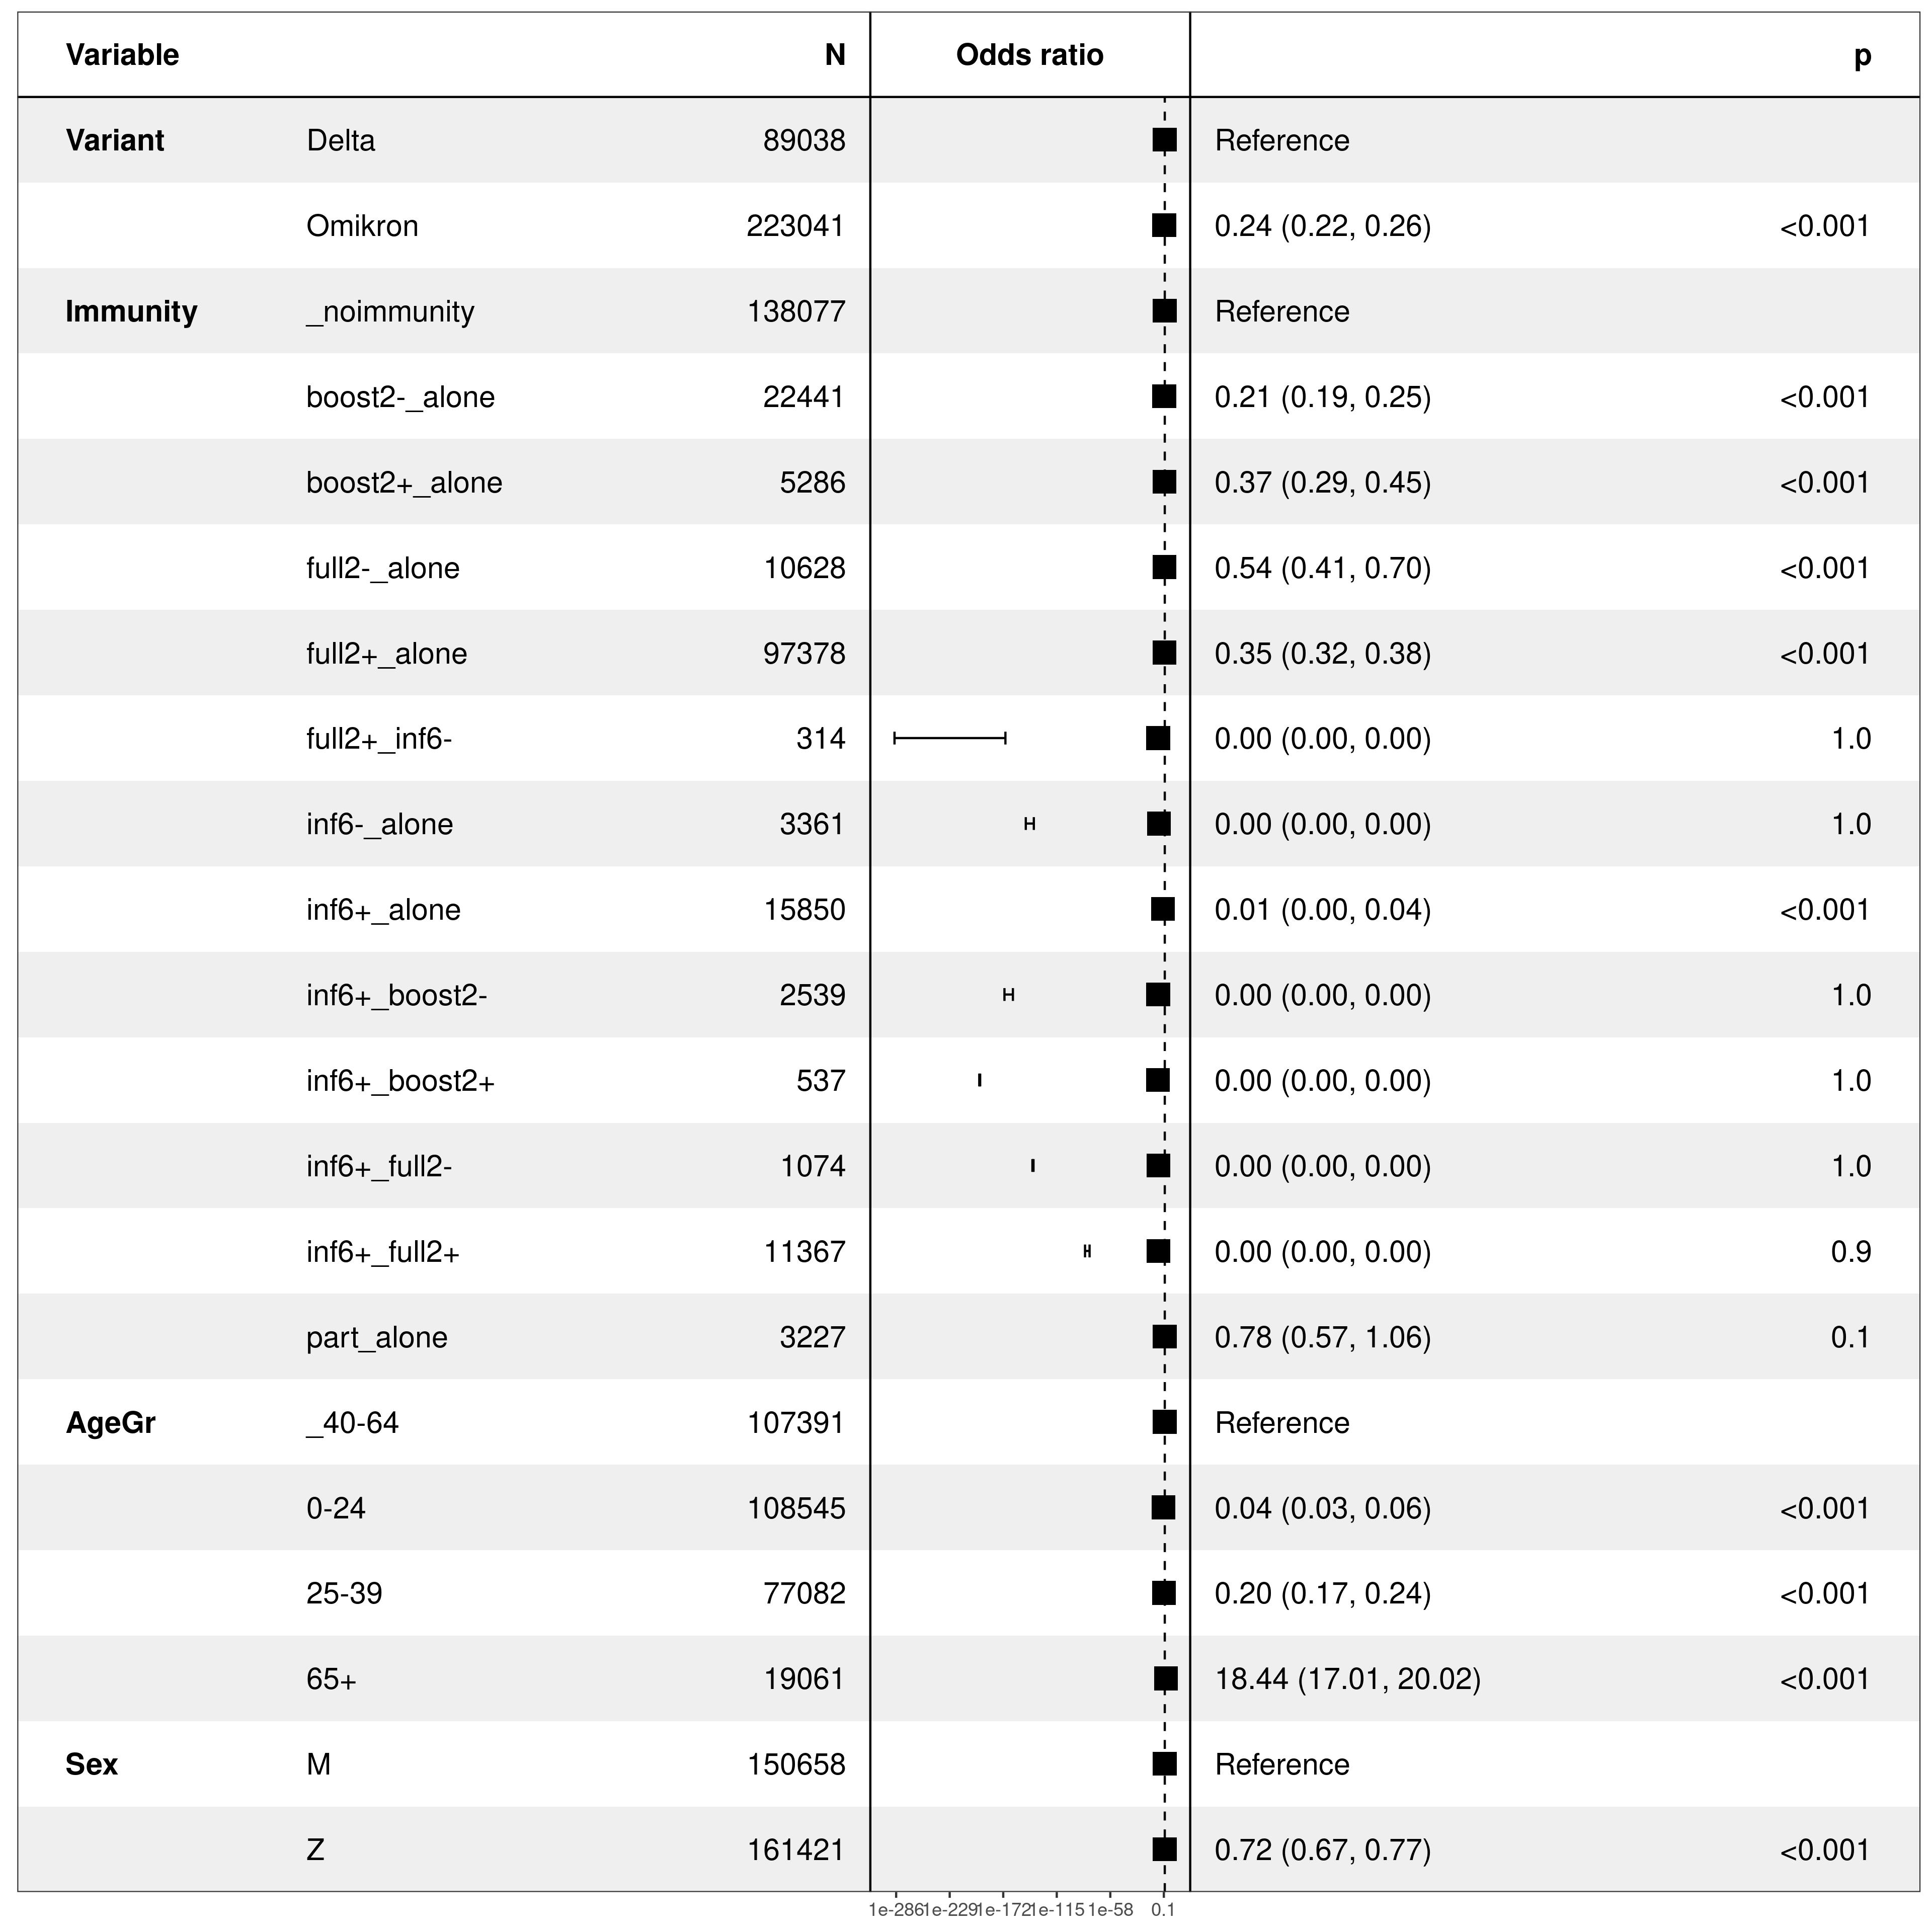 Variable N Odds ratio p
Variant Delta 89038 Reference
Omikron 223041 0.24 (0.22, 0.26) <0.001
Immunity _noimmunity 138077 Reference
boost2-_alone 22441 0.21 (0.19, 0.25) <0.001
boost2+_alone 5286 0.37 (0.29, 0.45) <0.001
full2-_alone 10628 0.54 (0.41, 0.70) <0.001
full2+_alone 97378 0.35 (0.32, 0.38) <0.001
full2+_inf6- 314 0.00 (0.00, 0.00) 1.0
inf6-_alone 3361 0.00 (0.00, 0.00) 1.0
inf6+_alone 15850 0.01 (0.00, 0.04) <0.001
inf6+_boost2- 2539 0.00 (0.00, 0.00) 1.0
inf6+_boost2+ 537 0.00 (0.00, 0.00) 1.0
inf6+_full2- 1074 0.00 (0.00, 0.00) 1.0
inf6+_full2+ 11367 0.00 (0.00, 0.00) 0.9
part_alone 3227 0.78 (0.57, 1.06) 0.1
AgeGr _40-64 107391 Reference
0-24 108545 0.04 (0.03, 0.06) <0.001
25-39 77082 0.20 (0.17, 0.24) <0.001
65+ 19061 18.44 (17.01, 20.02) <0.001
Sex M 150658 Reference
Z 161421 0.72 (0.67, 0.77) <0.001
1e-286 1e-229 1e-172 1e-115 1e-58 0.1